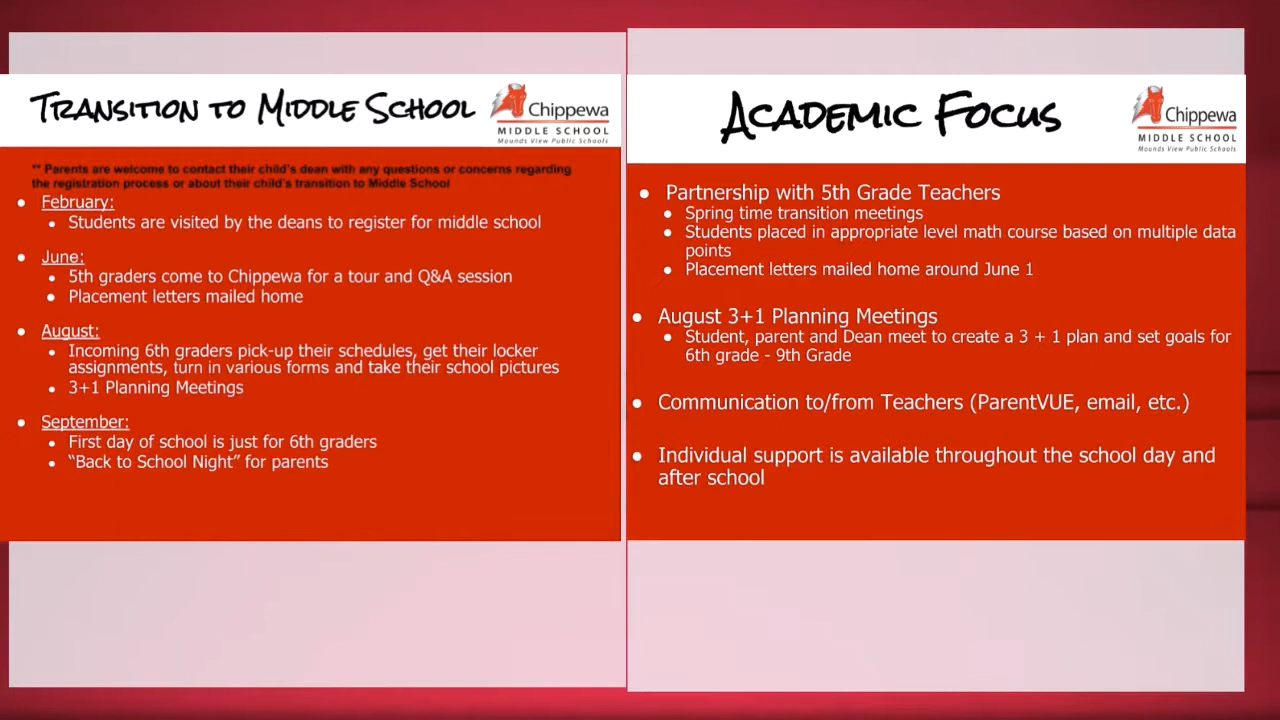 Transition to Middle School
Chippewa
MIDDLE SCHOOL
Mounds View Public Schools
** Parents are welcome to contact their child's dean with any questions or concerns regarding
the registration process or about their child's transition to Middle School
● February:
● Students are visited by the deans to register for middle school
● June:
● 5th graders come to Chippewa for a tour and Q&A session
● Placement letters mailed home
● August:
● Incoming 6th graders pick-up their schedules, get their locker
assignments, turn in various forms and take their school pictures
● 3+1 Planning Meetings
● September:
● First day of school is just for 6th graders
● “Back to School Night” for parents
Academic Focus
Chippewa
MIDDLE SCHOOL
Mounds View Public Schools
● Partnership with 5th Grade Teachers
● Spring time transition meetings
● Students placed in appropriate level math course based on multiple data
points
● Placement letters mailed home around June 1
● August 3+1 Planning Meetings
● Student, parent and Dean meet to create a 3 + 1 plan and set goals for
6th grade - 9th Grade
● Communication to/from Teachers (ParentVUE, email, etc.)
● Individual support is available throughout the school day and
after school